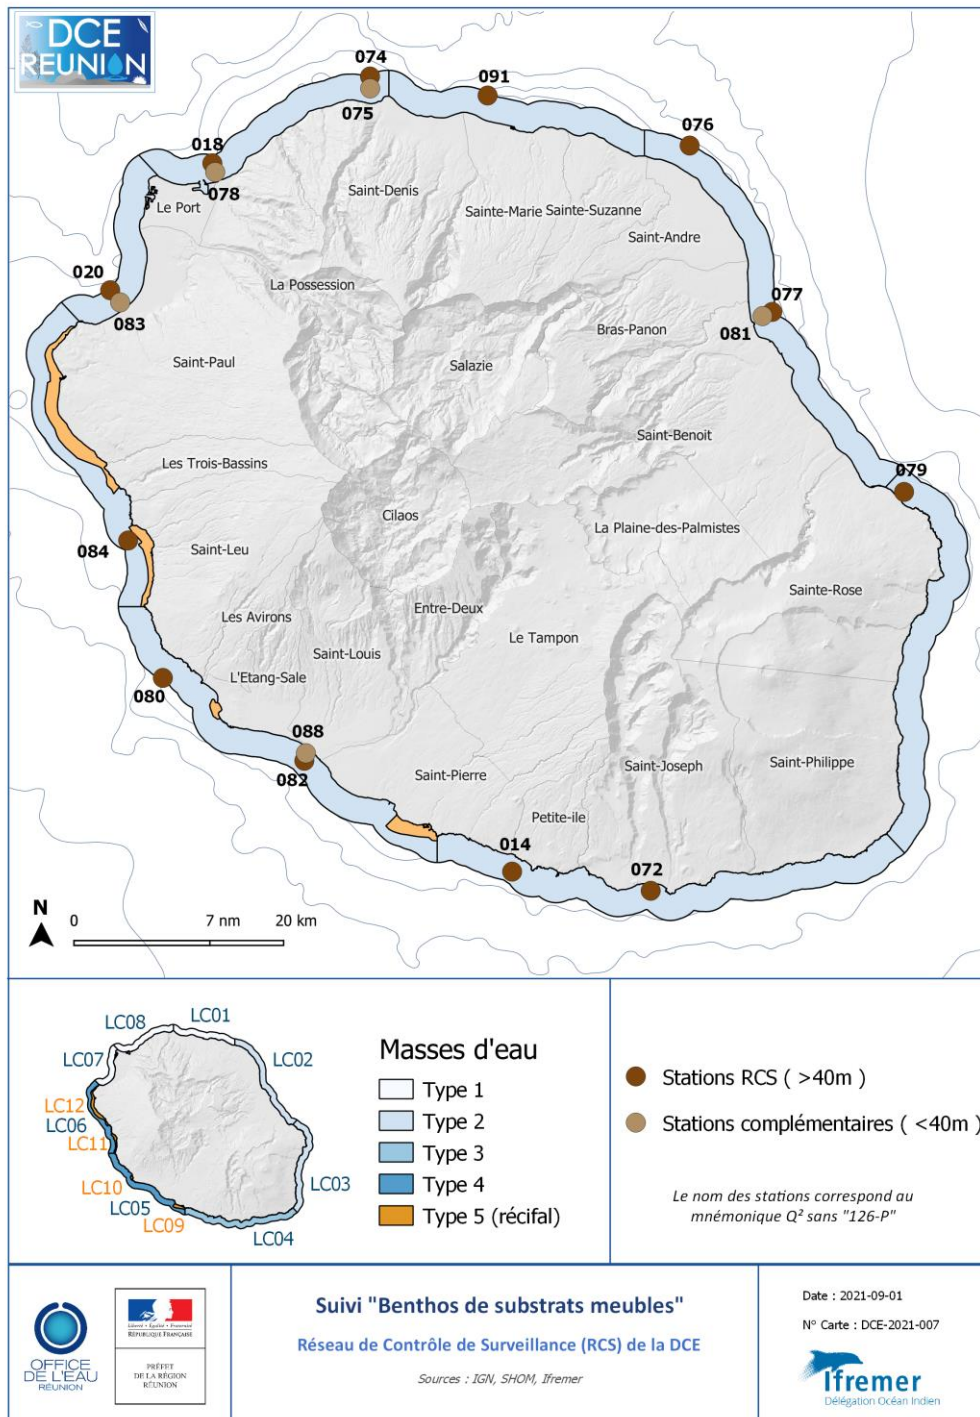 DCE
REUNION
074
091
075
076
018
078
Saint-Denis
Le Port
Sainte-Marie
Sainte-Suzanne
Saint-Andre
020
La Possession
077
083
081
Bras-Panon
Saint-Paul
Salazie
Saint-Benoit
Les Trois-Bassins
079
Cilaos
La Plaine-des-Palmistes
084
Saint-Leu
Sainte-Rose
Les Avirons
Entre-Deux
Le Tampon
Saint-Louis
L'Etang-Sale
080
088
082
Saint-Pierre
Saint-Joseph
Saint-Philippe
Petite-ile
014
072
N
0 7 nm 20 km
LC08
LC01
LC07
LC02
LC12
LC06
LC11
LC10
LC05
LC09
LC03
LC04
Masses d'eau
Type 1
Type 2
Type 3
Type 4
Type 5 (récifal)
Stations RCS ( >40m )
Stations complémentaires ( <40m )
Le nom des stations correspond au
mnémonique Q² sans "126-P"
OFFICE
DE L'EAU
RÉUNION
Liberté • Égalité • Fraternité
RÉPUBLIQUE FRANÇAISE
PRÉFET
DE LA RÉGION
RÉUNION
Suivi "Benthos de substrats meubles"
Réseau de Contrôle de Surveillance (RCS) de la DCE
Sources : IGN, SHOM, Ifremer
Date : 2021-09-01
N° Carte : DCE-2021-007
Ifremer
Délégation Océan Indien